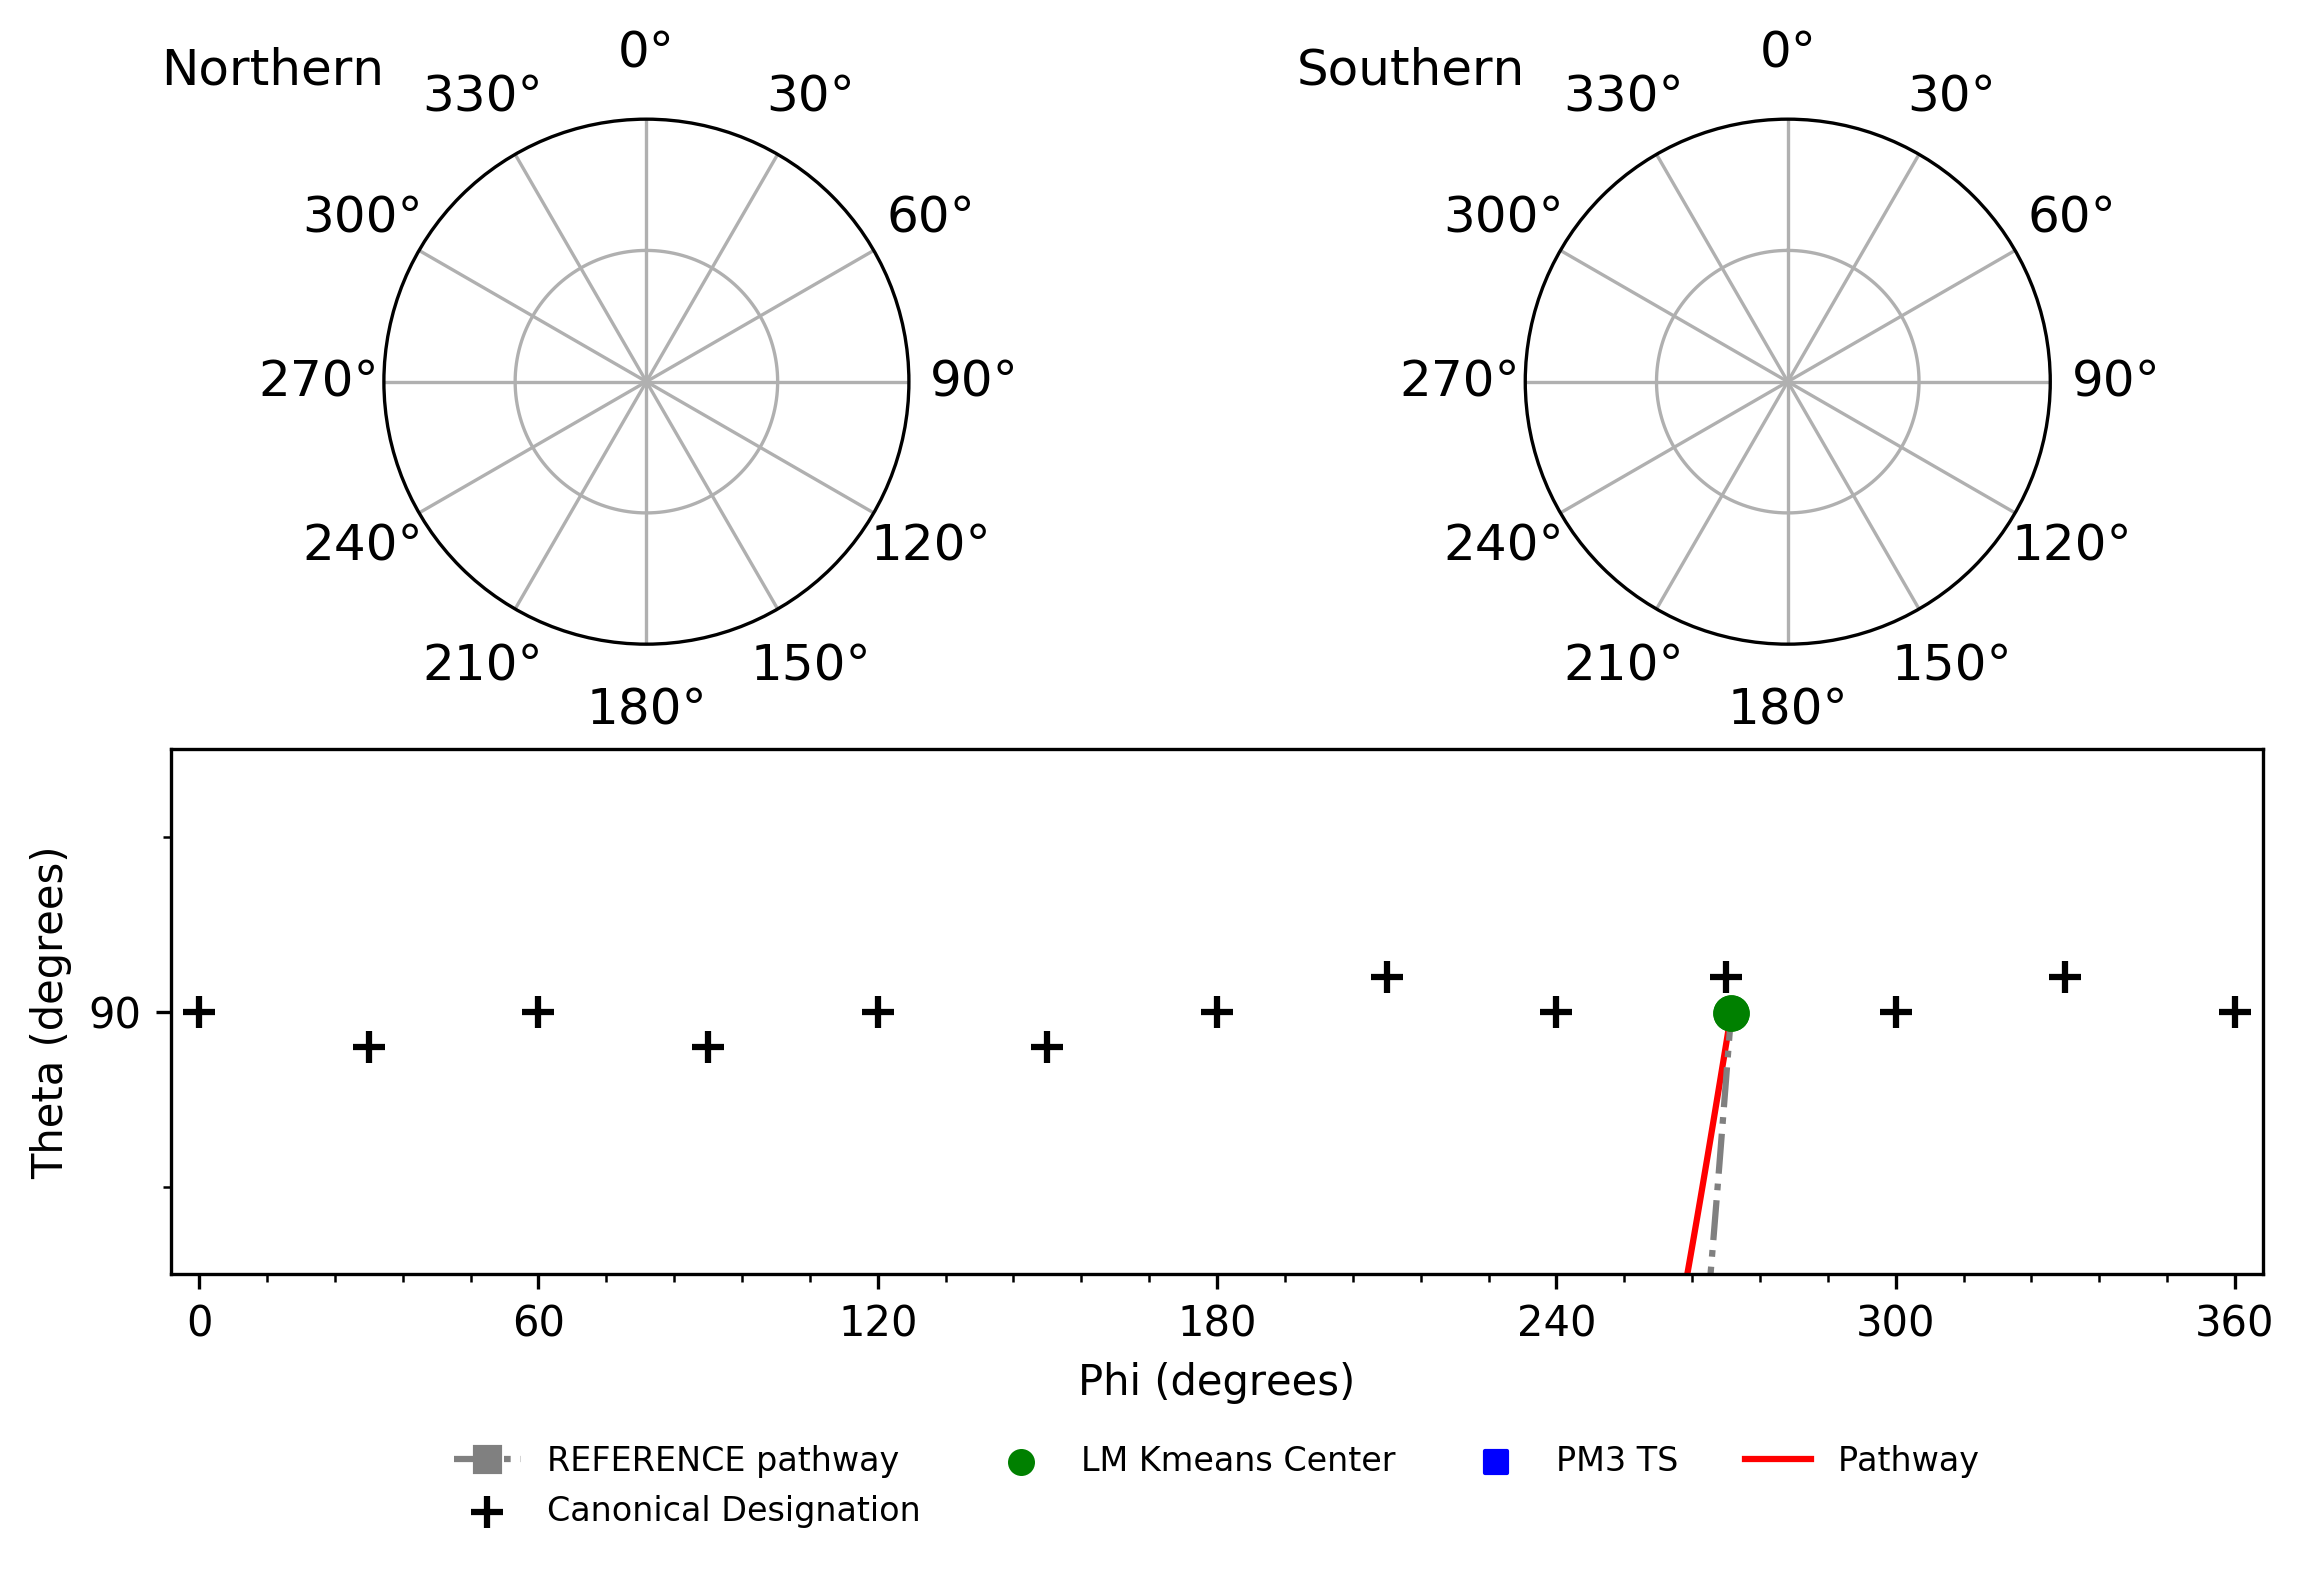 Northern
0°
330°
30°
300°
60°
270°
90°
240°
120°
210°
150°
180°
Southern
0°
330°
30°
300°
60°
270°
90°
240°
120°
210°
150°
180°
Theta (degrees)
90
0 60 120 180 240 300 360
Phi (degrees)
REFERENCE pathway
Canonical Designation
LM Kmeans Center
PM3 TS
Pathway